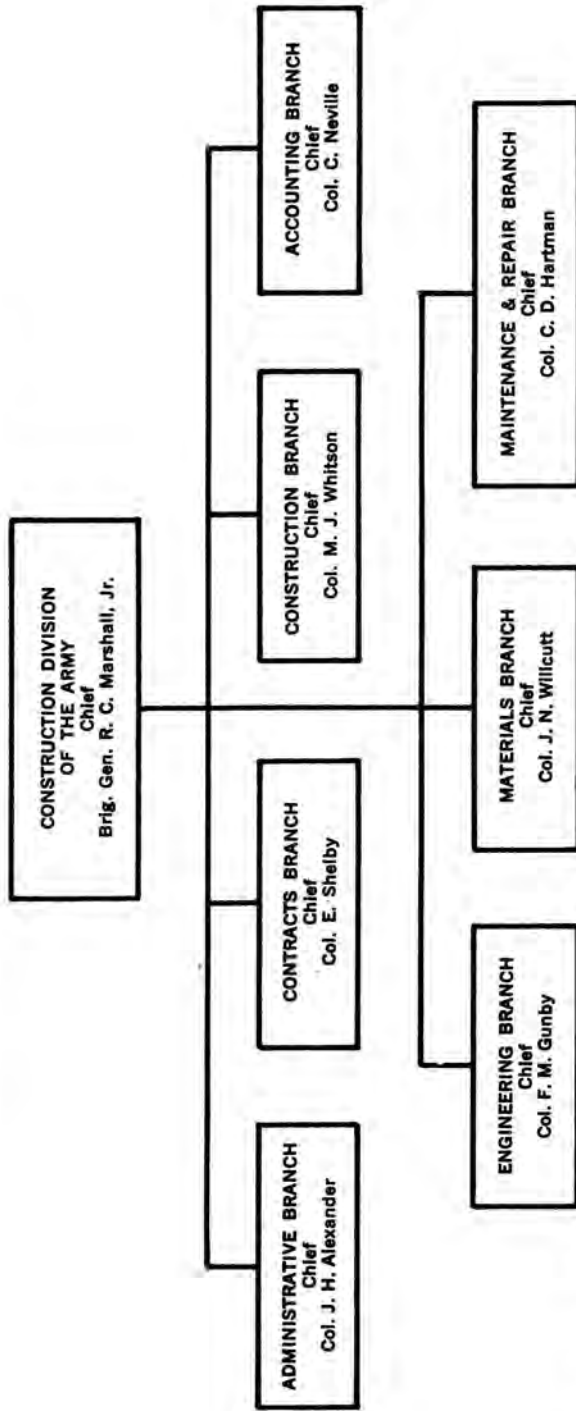 CONSTRUCTION DIVISION
OF THE ARMY
Chief
Brig. Gen. R. C. Marshall, Jr.
ADMINISTRATIVE BRANCH
Chief
Col. J. H. Alexander
CONTRACTS BRANCH
Chief
Col. E. Shelby
CONSTRUCTION BRANCH
Chief
Col. M. J. Whitson
ACCOUNTING BRANCH
Chief
Col. C. Neville
ENGINEERING BRANCH
Chief
Col. F. M. Gunby
MATERIALS BRANCH
Chief
Col. J. N. Willcutt
MAINTENANCE & REPAIR BRANCH
Chief
Col. C. D. Hartman